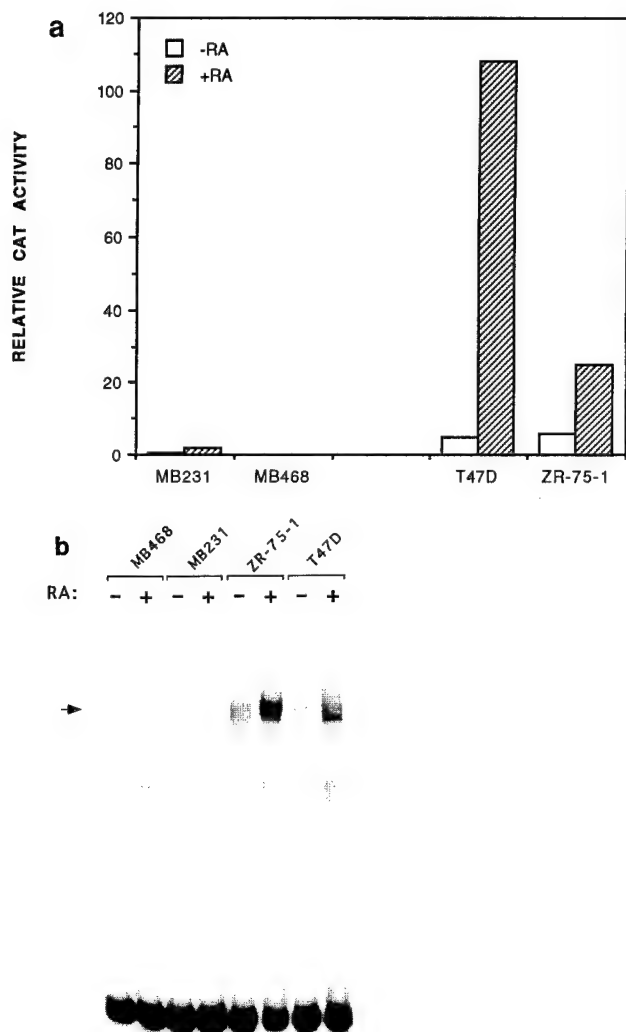 a
120
-RA
+RA
100
80
60
40
20
0
RELATIVE CAT ACTIVITY
MB231 MB468 T47D ZR-75-1
b
MB468 MB231 ZR-75-1 T47D
RA: - + - + - + - +